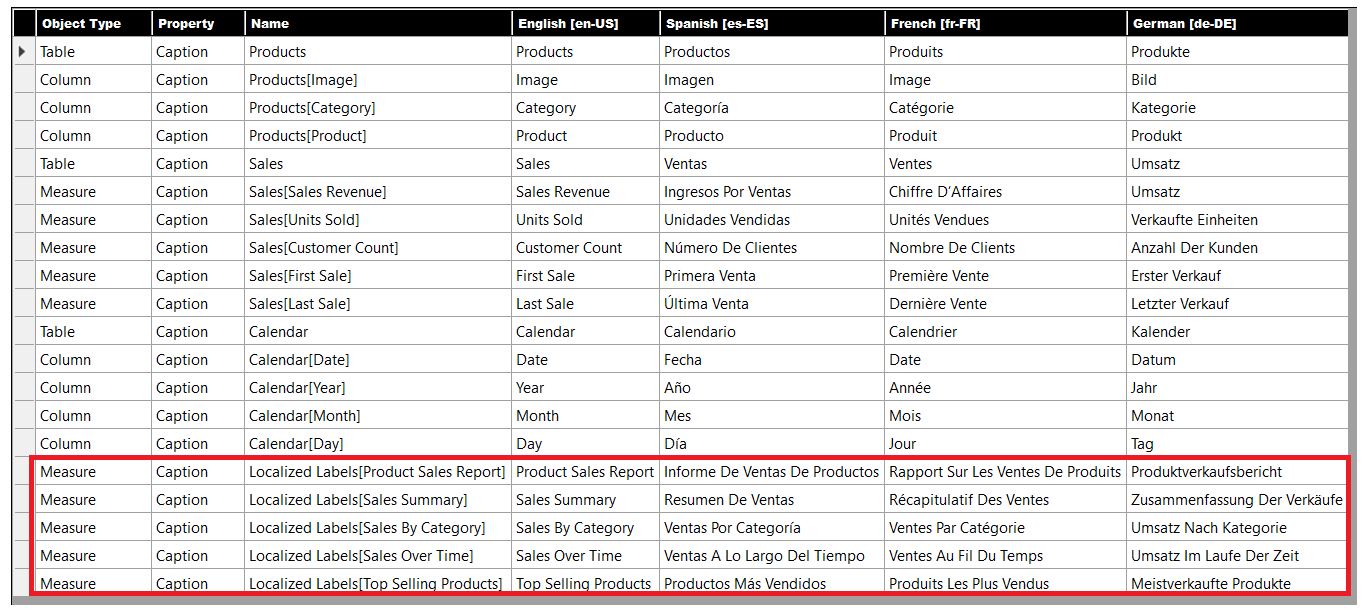 Object Type Property Name English [en-US] Spanish [es-ES] French [fr-FR] German [de-DE]
Table Caption Products Products Productos Produits Produkte
Column Caption Products[Image] Image Imagen Image Bild
Column Caption Products[Category] Category Categoría Catégorie Kategorie
Column Caption Products[Product] Product Producto Produit Produkt
Table Caption Sales Sales Ventas Ventes Umsatz
Measure Caption Sales[Sales Revenue] Sales Revenue Ingresos Por Ventas Chiffre D’Affaires Umsatz
Measure Caption Sales[Units Sold] Units Sold Unidades Vendidas Unités Vendues Verkaufte Einheiten
Measure Caption Sales[Customer Count] Customer Count Número De Clientes Nombre De Clients Anzahl Der Kunden
Measure Caption Sales[First Sale] First Sale Primera Venta Première Vente Erster Verkauf
Measure Caption Sales[Last Sale] Last Sale Última Venta Dernière Vente Letzter Verkauf
Table Caption Calendar Calendar Calendario Calendrier Kalender
Column Caption Calendar[Date] Date Fecha Date Datum
Column Caption Calendar[Year] Year Año Année Jahr
Column Caption Calendar[Month] Month Mes Mois Monat
Column Caption Calendar[Day] Day Día Jour Tag
Measure Caption Localized Labels[Product Sales Report] Product Sales Report Informe De Ventas De Productos Rapport Sur Les Ventes De Produits Produktverkaufsbericht
Measure Caption Localized Labels[Sales Summary] Sales Summary Resumen De Ventas Récapitulatif Des Ventes Zusammenfassung Der Verkäufe
Measure Caption Localized Labels[Sales By Category] Sales By Category Ventas Por Categoría Ventes Par Catégorie Umsatz Nach Kategorie
Measure Caption Localized Labels[Sales Over Time] Sales Over Time Ventas A Lo Largo Del Tiempo Ventes Au Fil Du Temps Umsatz Im Laufe Der Zeit
Measure Caption Localized Labels[Top Selling Products] Top Selling Products Productos Más Vendidos Produits Les Plus Vendus Meistverkaufte Produkte